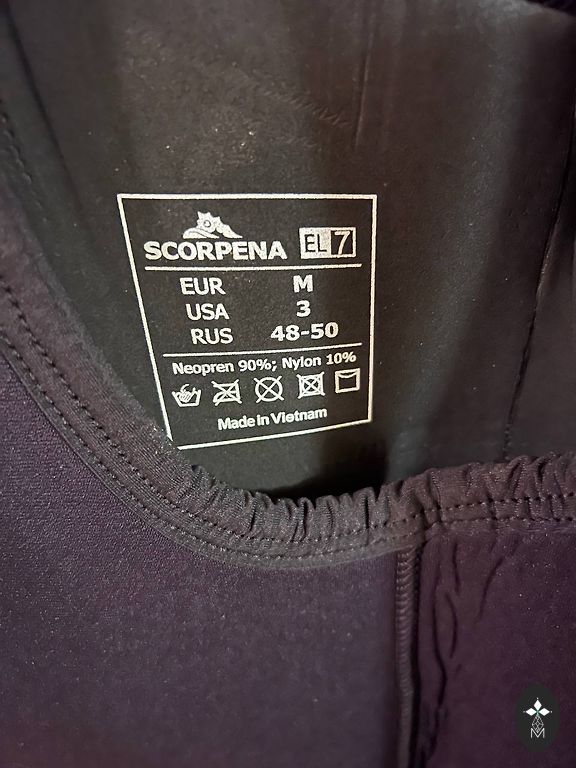 SCORPENA EL 7
EUR M
USA 3
RUS 48-50
Neopren 90%; Nylon 10%
Made in Vietnam
M